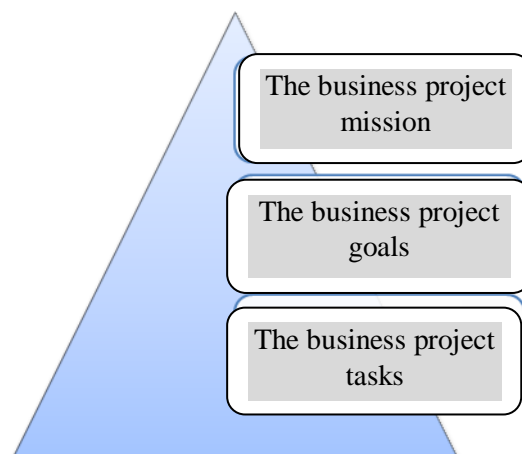 The business project
mission
The business project
goals
The business project
tasks